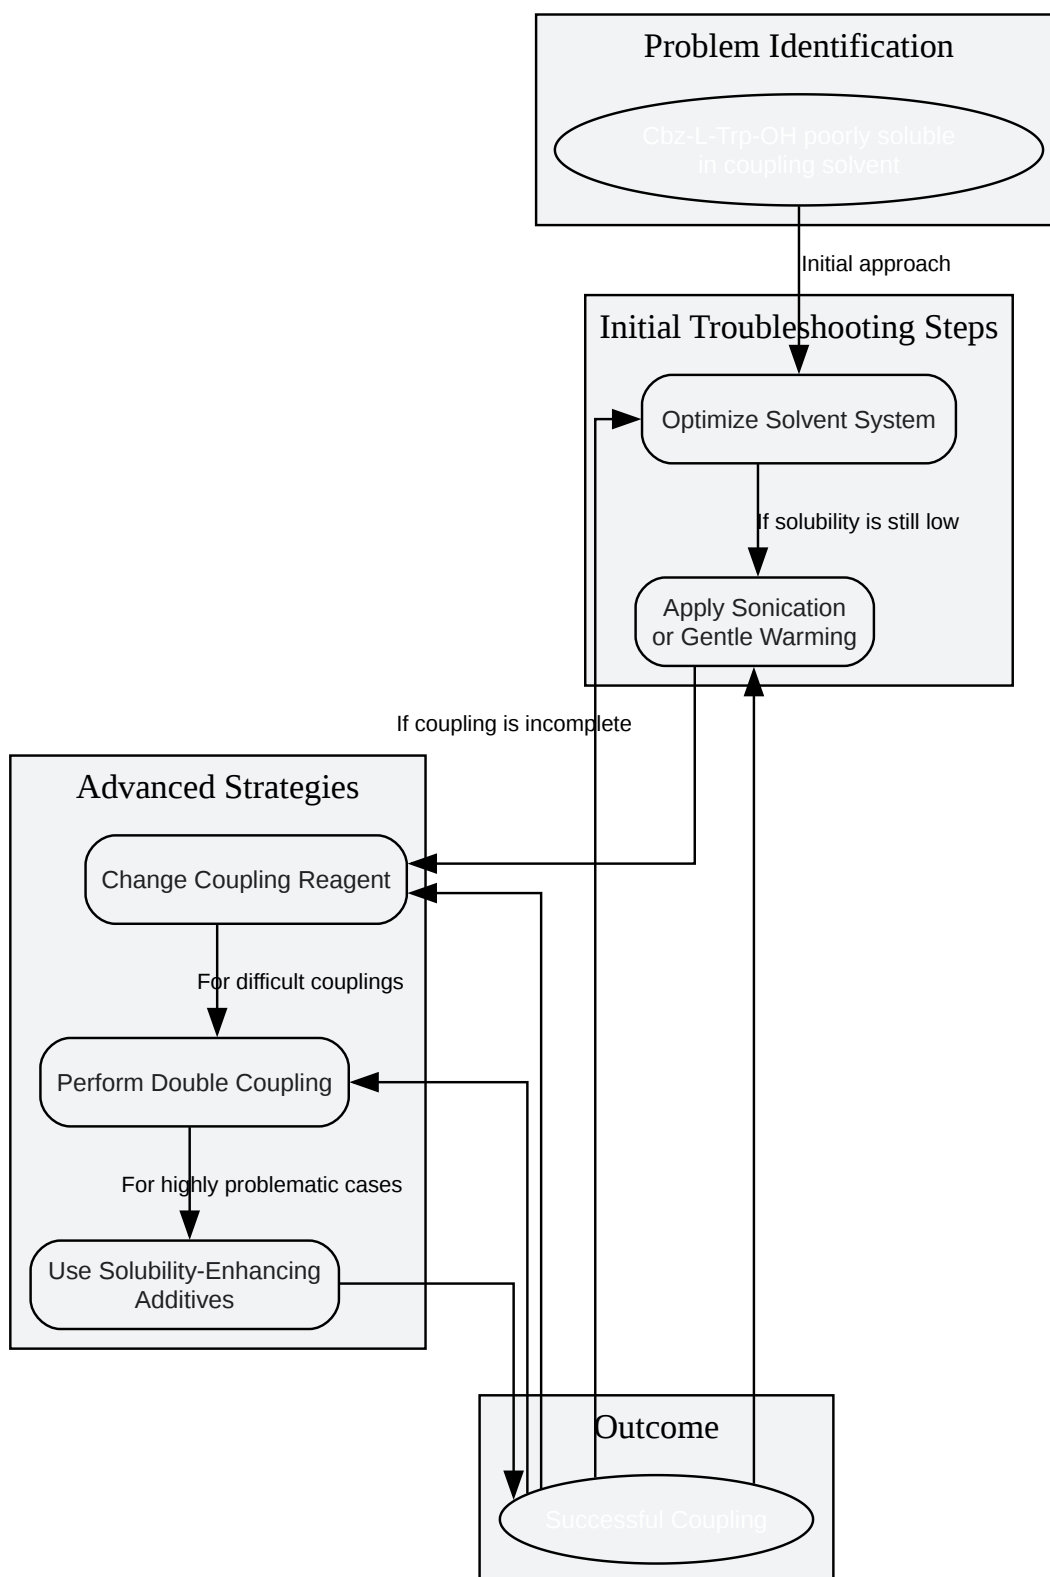 Problem Identification
Cbz-L-Trp-OH poorly soluble
in coupling solvent
Initial approach
Initial Troubleshooting Steps
Optimize Solvent System
If solubility is still low
Apply Sonication
or Gentle Warming
If coupling is incomplete
Advanced Strategies
Change Coupling Reagent
For difficult couplings
Perform Double Coupling
For highly problematic cases
Use Solubility-Enhancing
Additives
Outcome
Successful Coupling